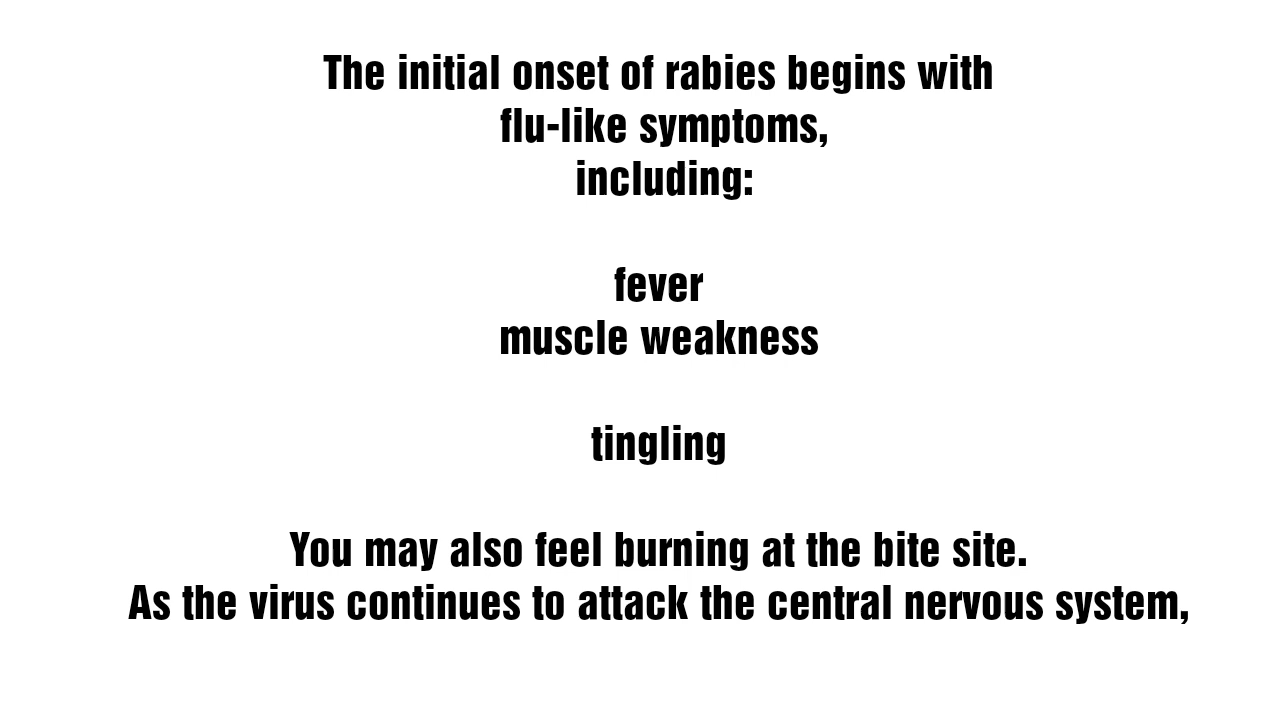 The initial onset of rabies begins with
flu-like symptoms,
including:
fever
muscle weakness
tingling
You may also feel burning at the bite site.
As the virus continues to attack the central nervous system,